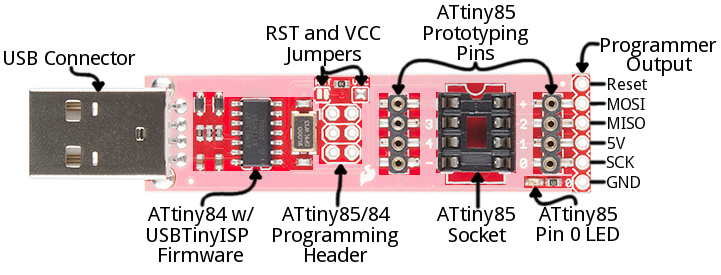 RST and VCC
Jumpers
ATtiny85
Prototyping
Pins
Programmer
Output
USB Connector
Reset
MOSI
MISO
5V
SCK
GND
+
+
3
2
4
1
-
0
0
ATtiny84 w/
USBTinyISP
Firmware
ATtiny85/84
Programming
Header
ATtiny85
Socket
ATtiny85
Pin 0 LED